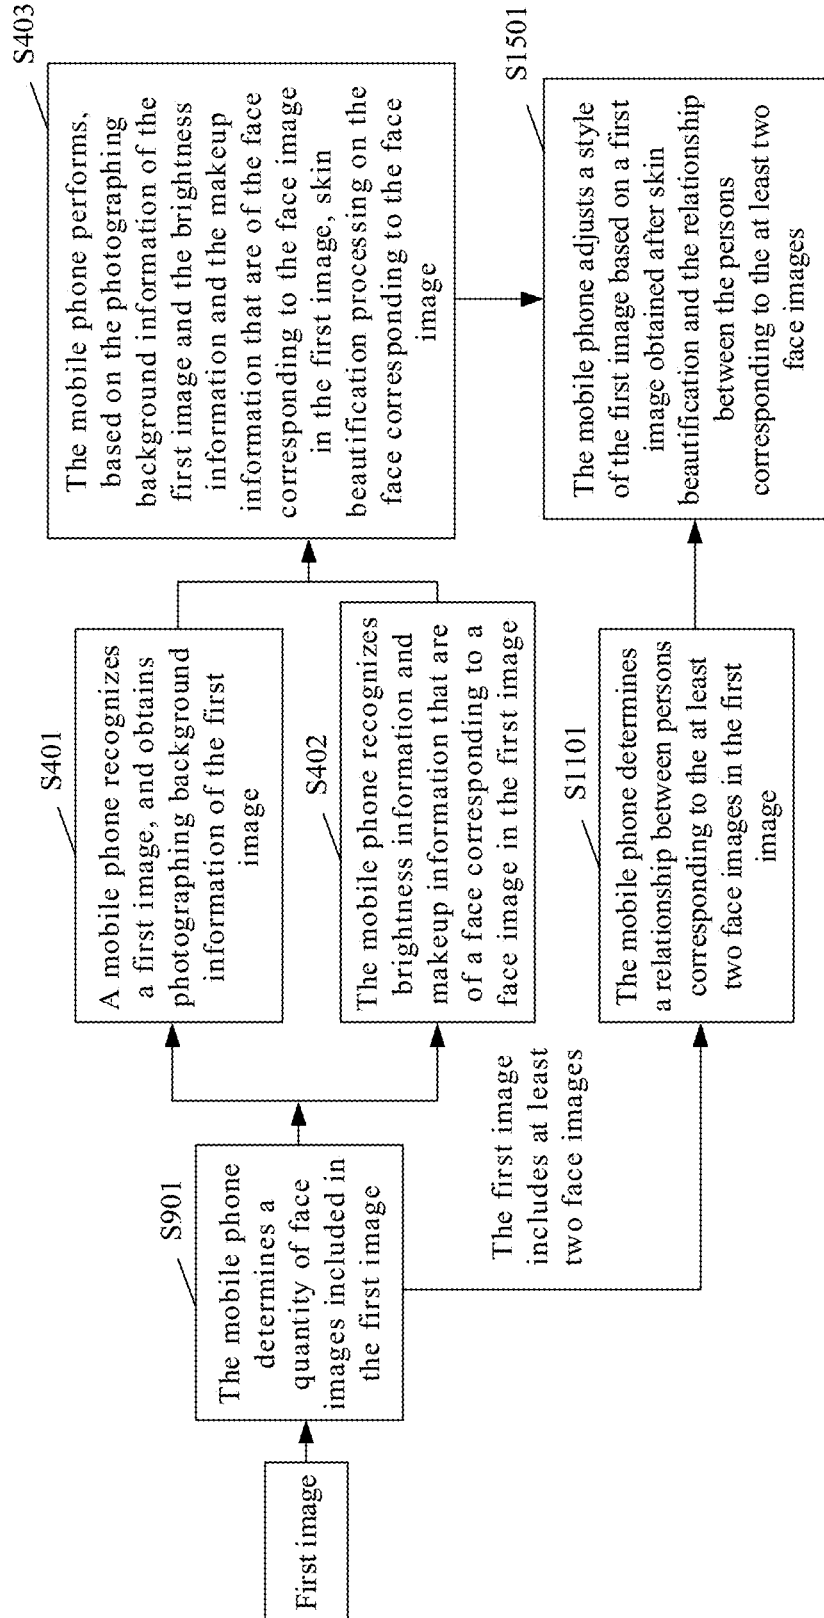 First image
S901
The mobile phone
determines a
quantity of face
images included in
the first image
S401
A mobile phone recognizes
a first image, and obtains
photographing background
information of the first
image
S402
The mobile phone recognizes
brightness information and
makeup information that are
of a face corresponding to a
face image in the first image
The first image
includes at least
two face images
S1101
The mobile phone determines
a relationship between persons
corresponding to the at least
two face images in the first
image
S403
The mobile phone performs,
based on the photographing
background information of the
first image and the brightness
information and the makeup
information that are of the face
corresponding to the face image
in the first image, skin
beautification processing on the
face corresponding to the face
image
S1501
The mobile phone adjusts a style
of the first image based on a first
image obtained after skin
beautification and the relationship
between the persons
corresponding to the at least two
face images